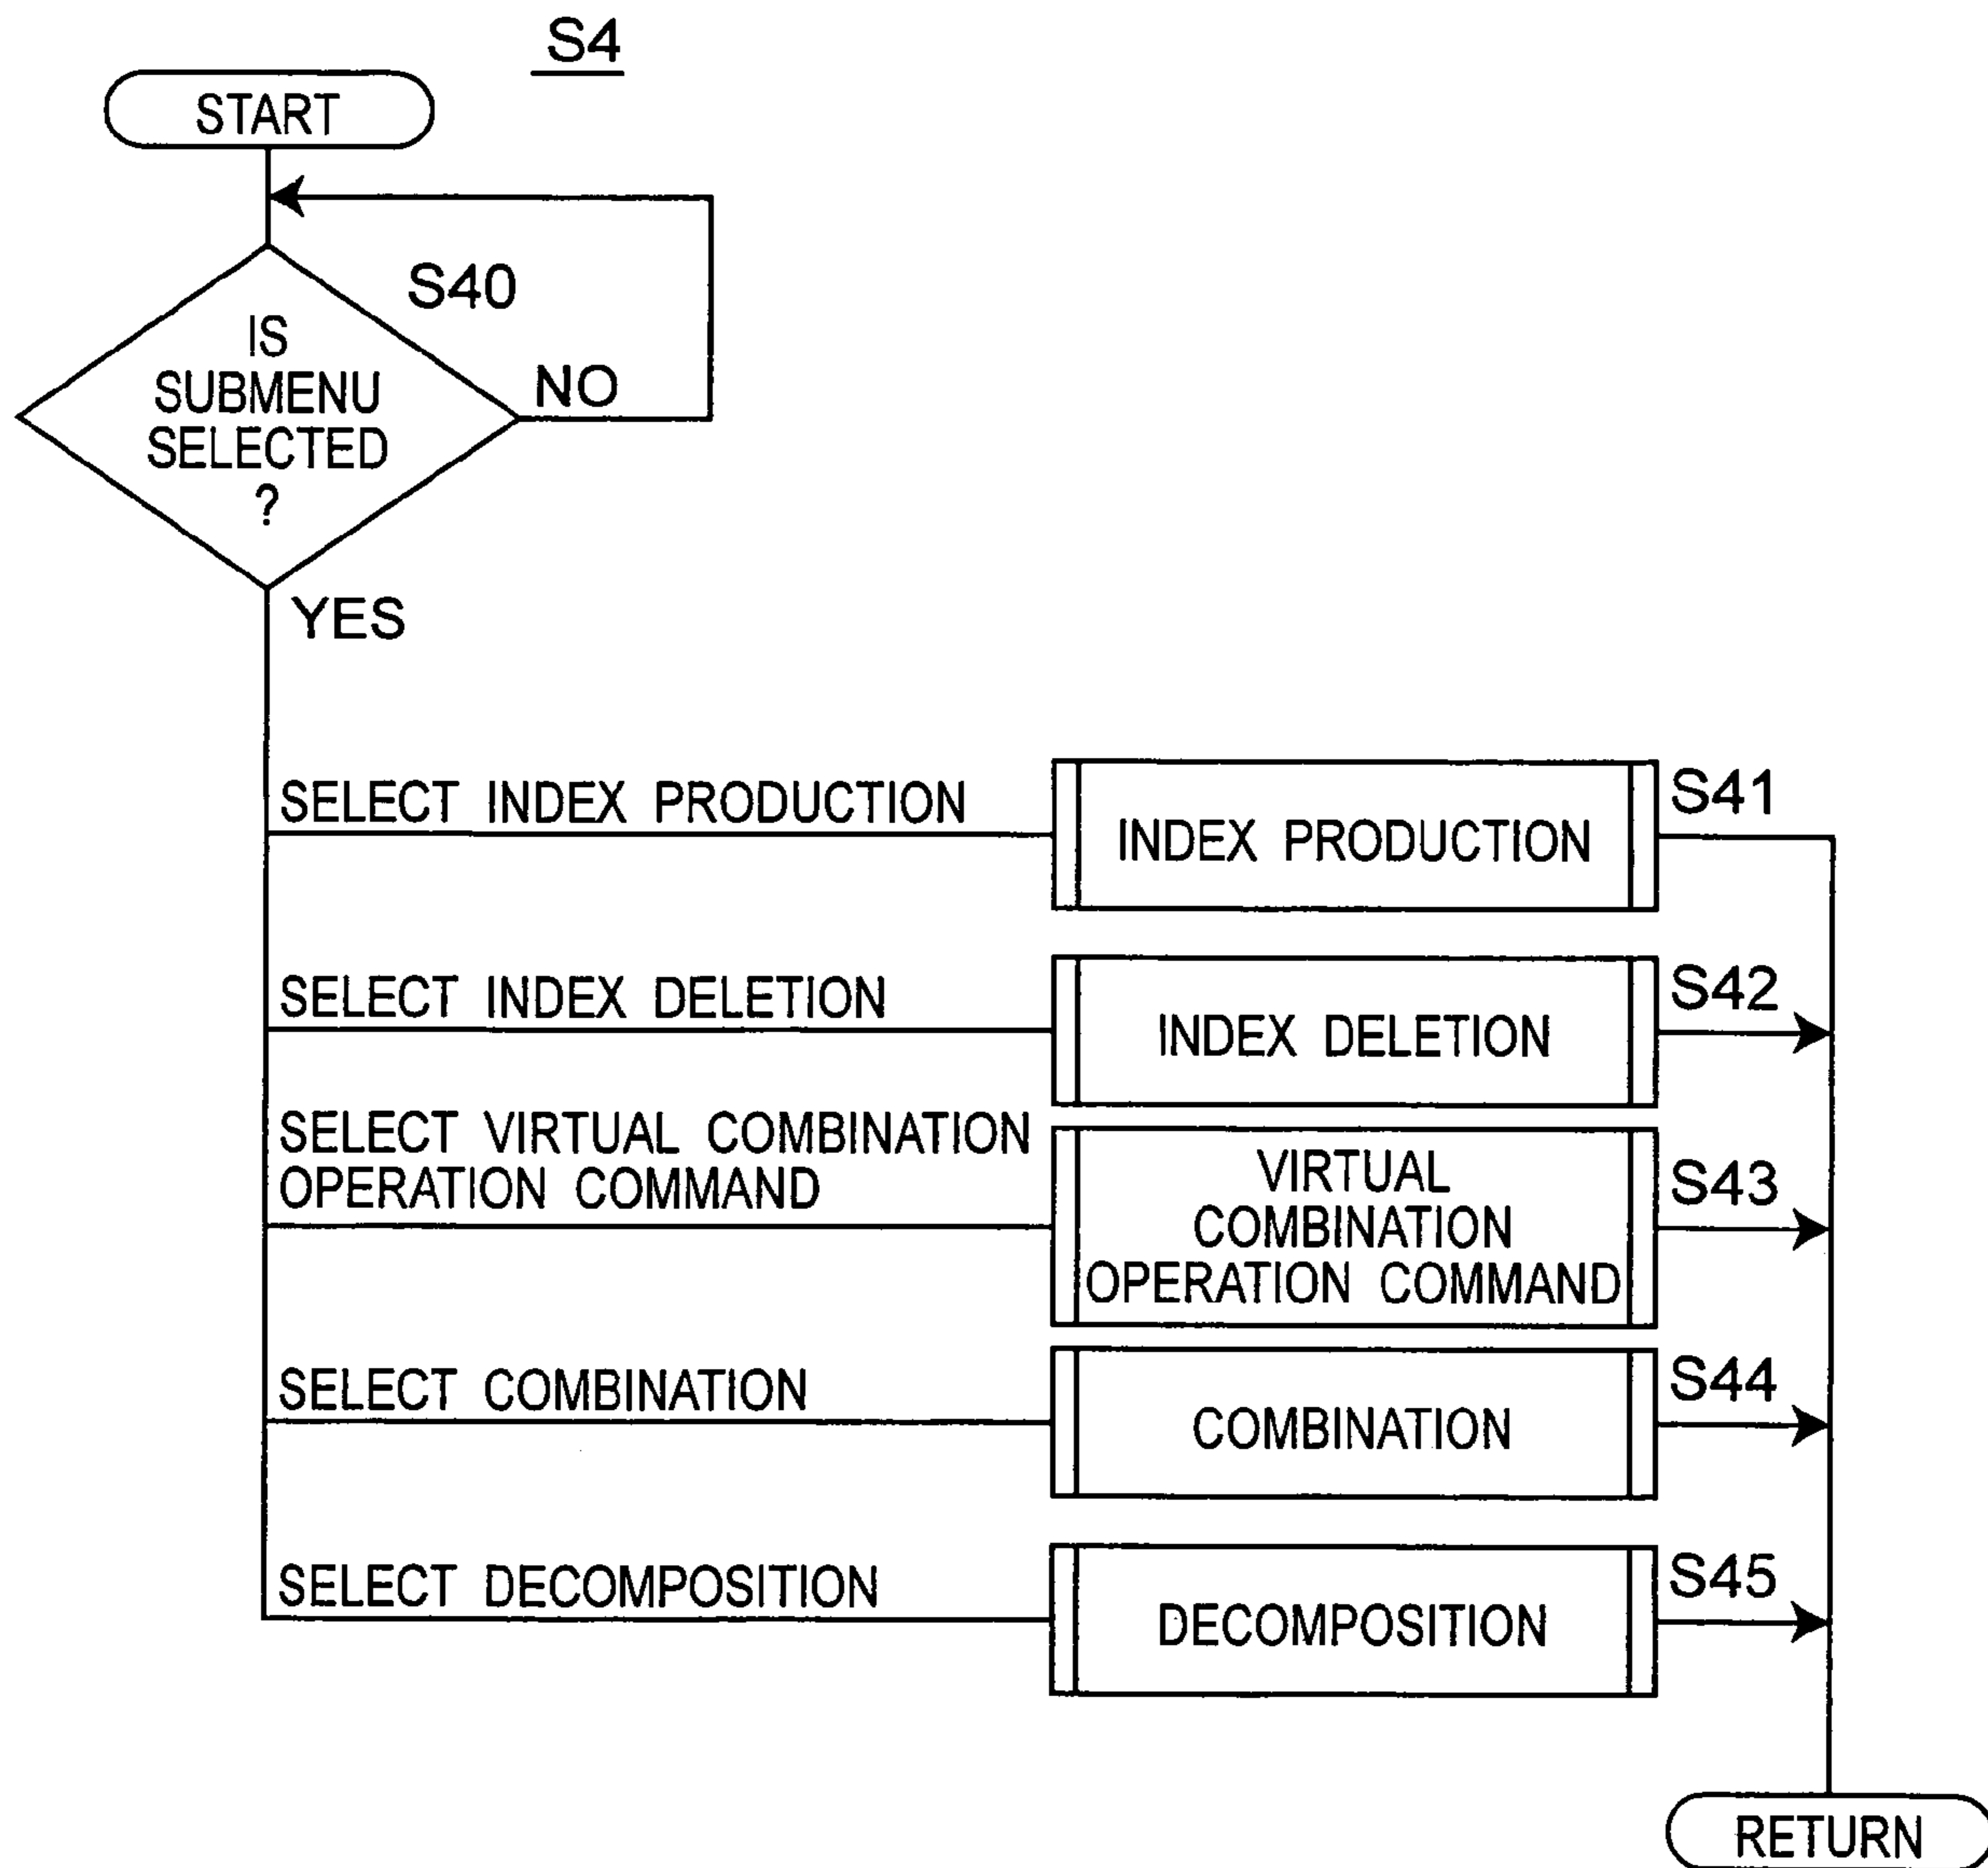 S4
START
S40
IS
SUBMENU
SELECTED
?
NO
YES
SELECT INDEX PRODUCTION
INDEX PRODUCTION
S41
SELECT INDEX DELETION
INDEX DELETION
S42
SELECT VIRTUAL COMBINATION
OPERATION COMMAND
VIRTUAL
COMBINATION
OPERATION COMMAND
S43
SELECT COMBINATION
COMBINATION
S44
SELECT DECOMPOSITION
DECOMPOSITION
S45
RETURN